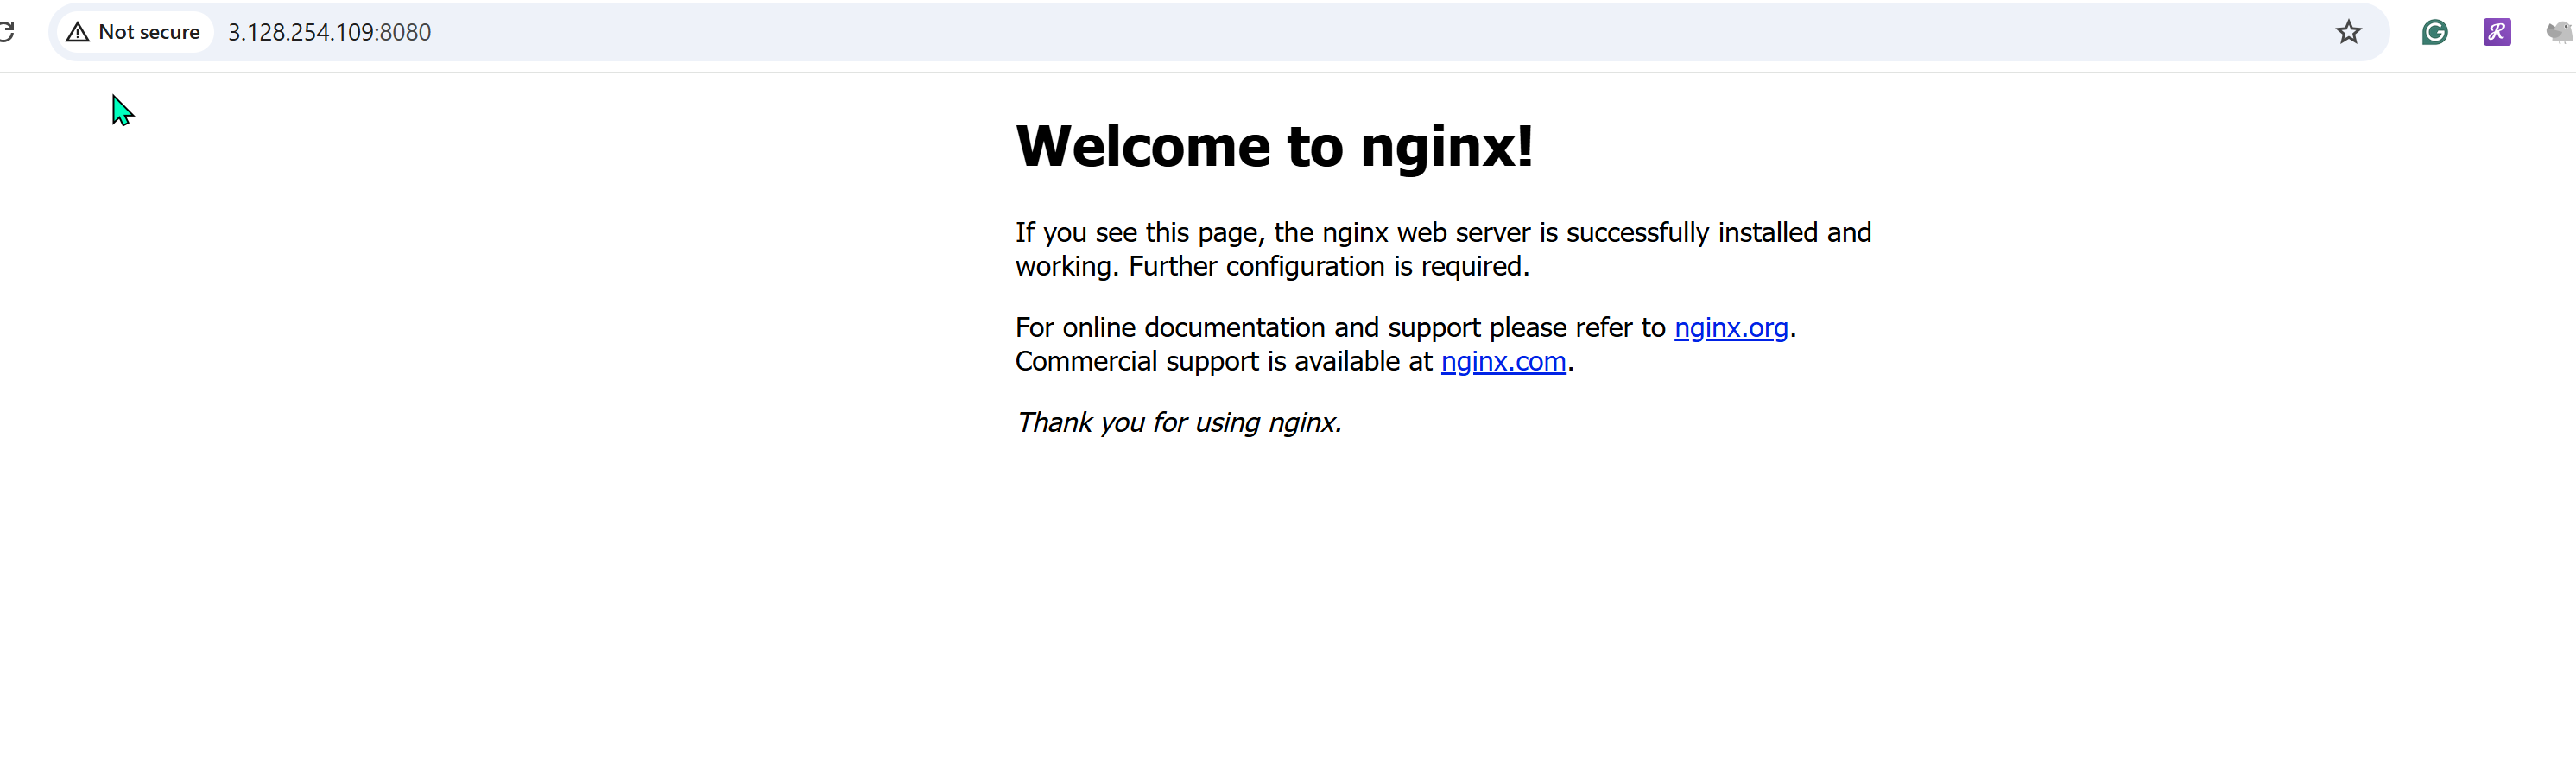 Not secure 3.128.254.109:8080
Welcome to nginx!
If you see this page, the nginx web server is successfully installed and
working. Further configuration is required.
For online documentation and support please refer to nginx.org.
Commercial support is available at nginx.com.
Thank you for using nginx.